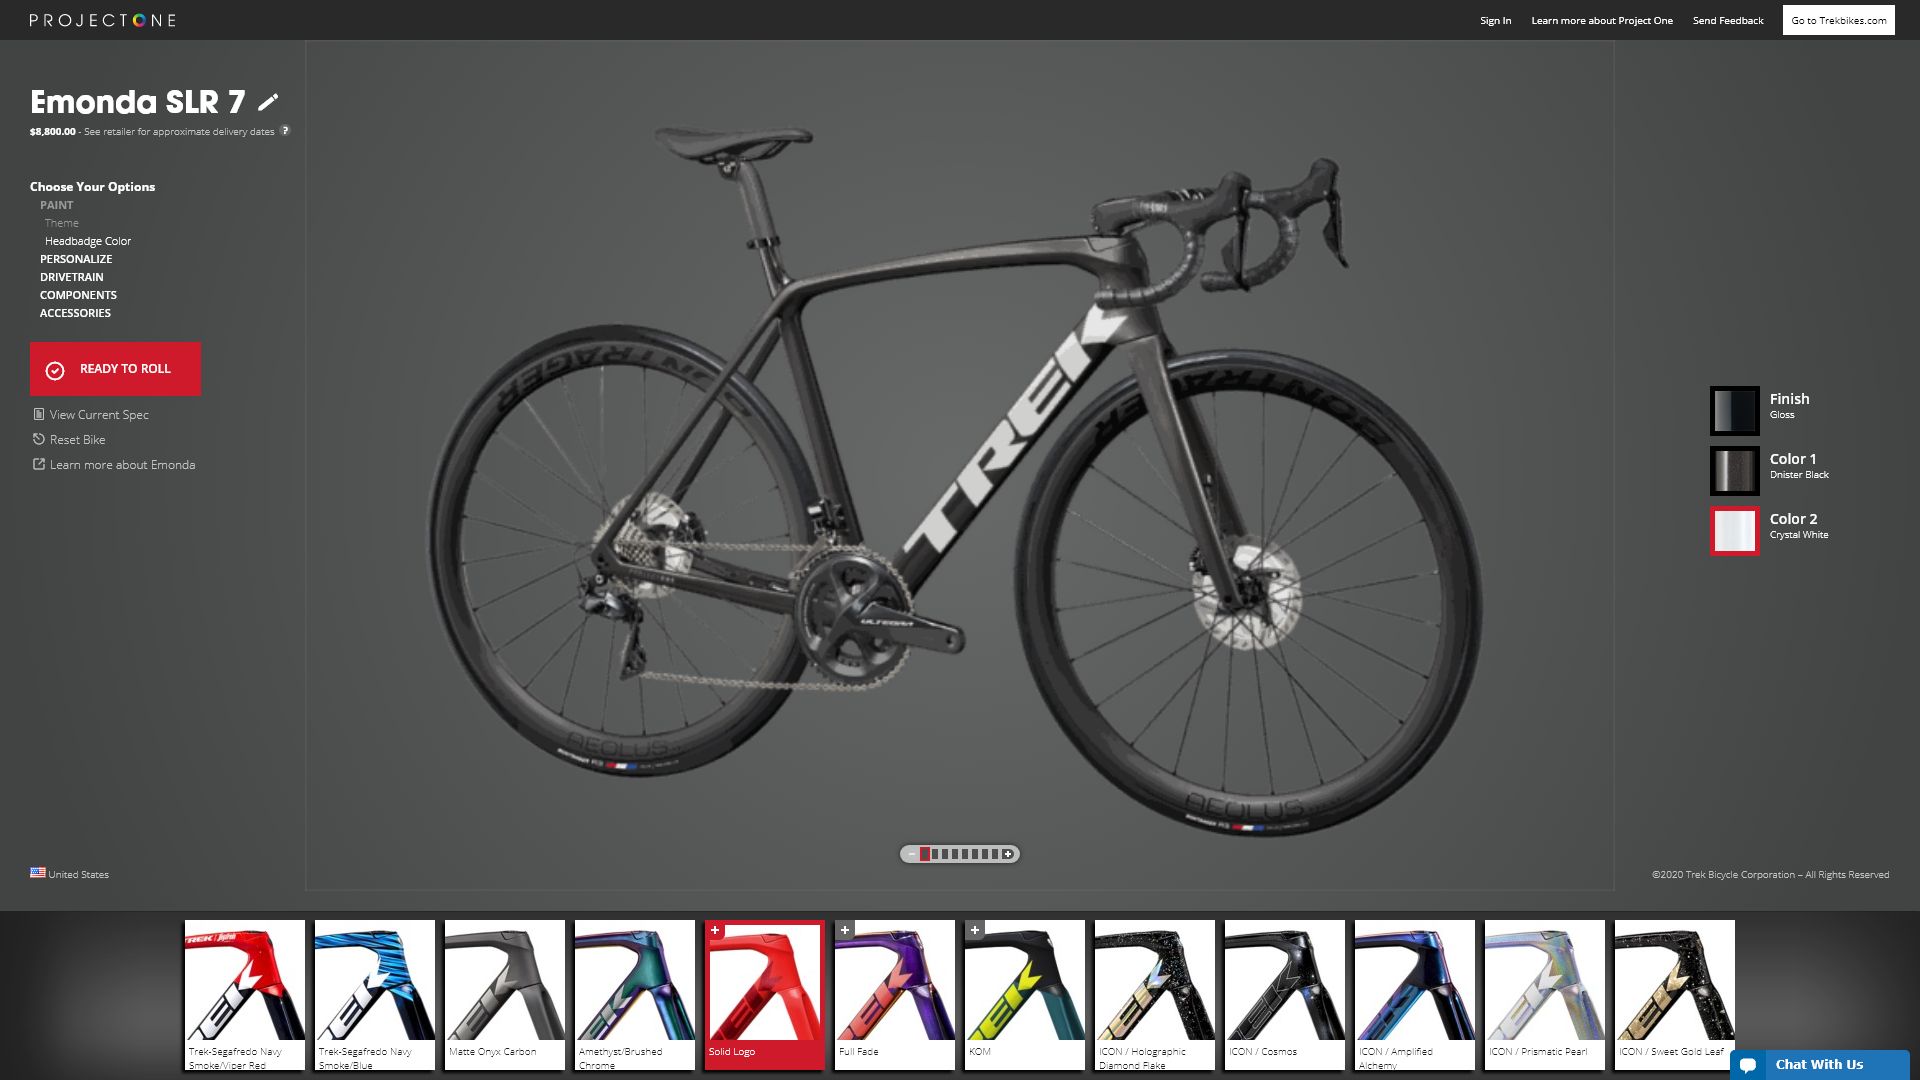 PROJECT ONE
Sign In
Learn more about Project One
Send Feedback
Go to Trekbikes.com
Emonda SLR 7
$8,800.00 - See retailer for approximate delivery dates ?
Choose Your Options
PAINT
Theme
Headbadge Color
PERSONALIZE
DRIVETRAIN
COMPONENTS
ACCESSORIES
READY TO ROLL
View Current Spec
Reset Bike
Learn more about Emonda
BONTRAGER
TREK
BONTRAGER
ULTEGRA
AEOLUS
AEOLUS
Finish
Gloss
Color 1
Dnister Black
Color 2
Crystal White
United States
©2020 Trek Bicycle Corporation – All Rights Reserved
Trek-Segafredo Navy
Smoke/Viper Red
Trek-Segafredo Navy
Smoke/Blue
Matte Onyx Carbon
Amethyst/Brushed
Chrome
Solid Logo
Full Fade
KOM
ICON / Holographic
Diamond Flake
ICON / Cosmos
ICON / Amplified
Alchemy
ICON / Prismatic Pearl
ICON / Sweet Gold Leaf
Chat With Us